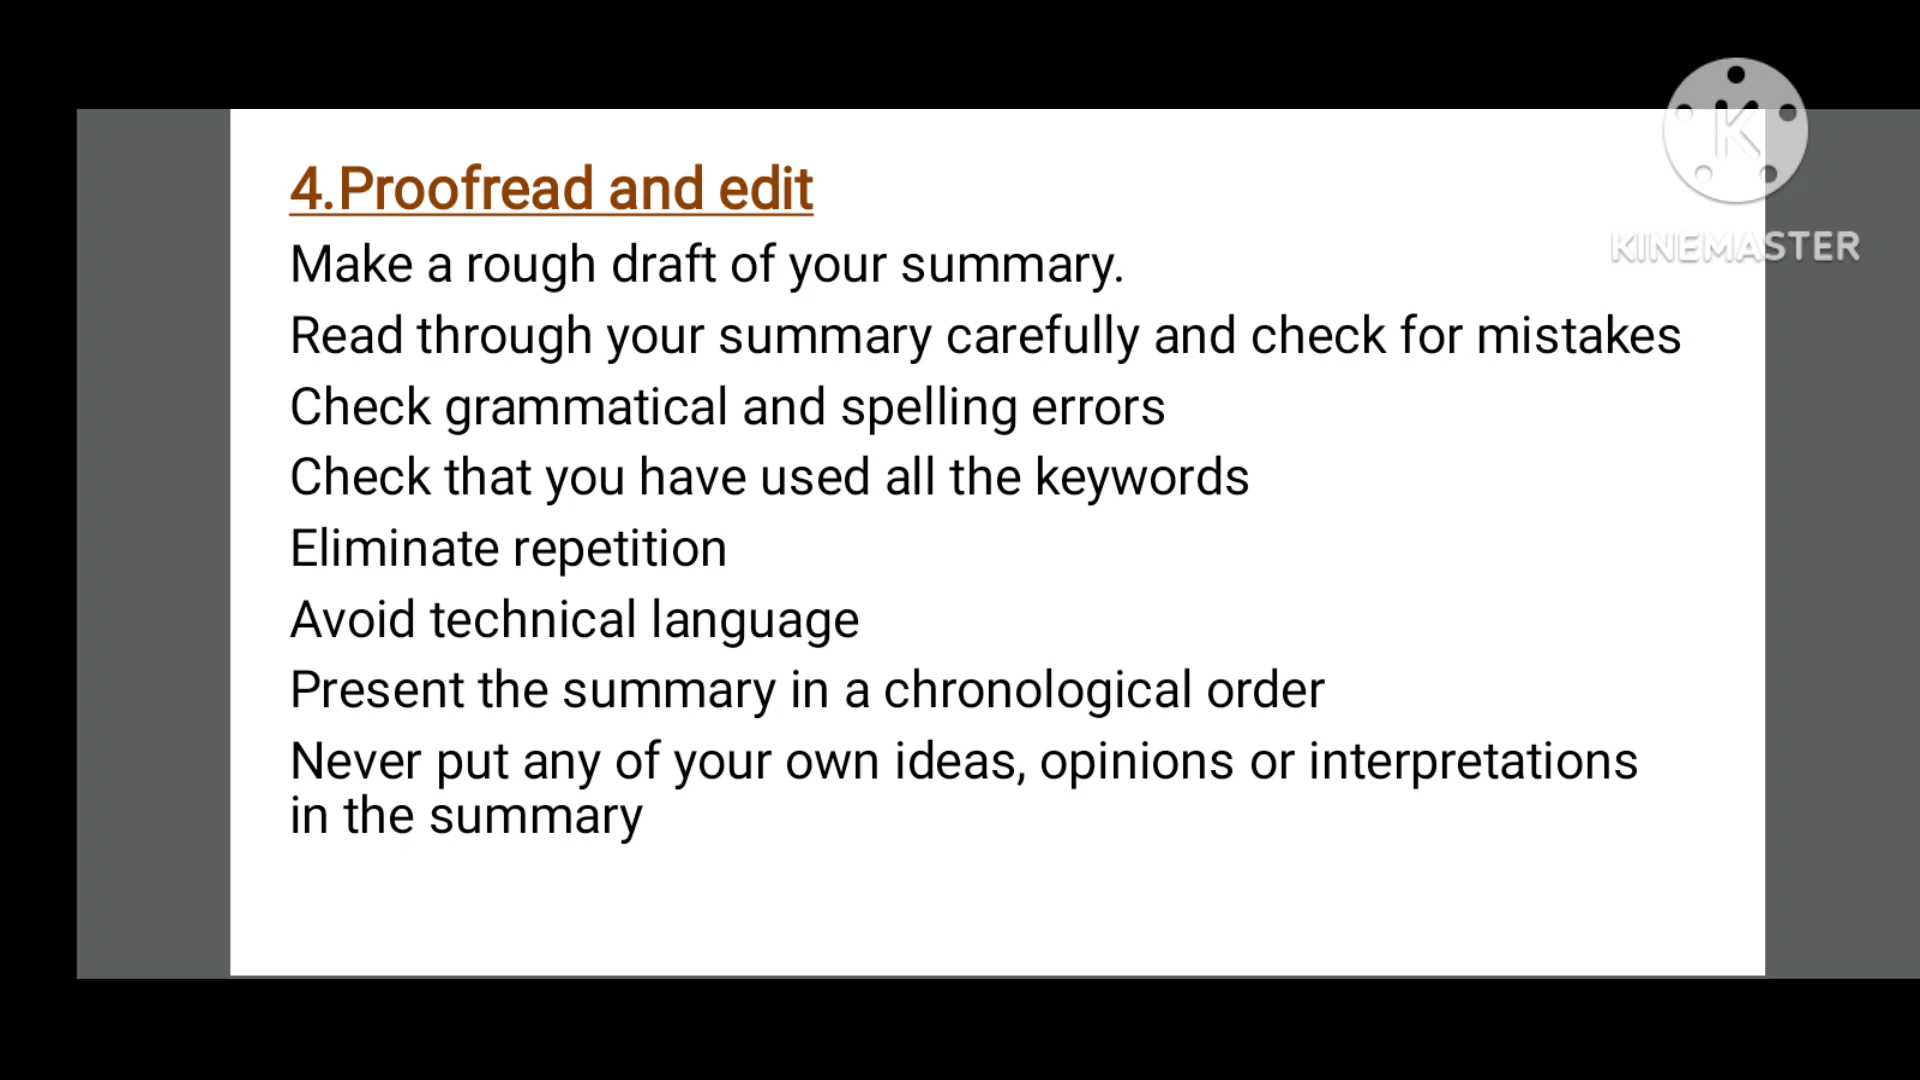 4.Proofread and edit
Make a rough draft of your summary.
Read through your summary carefully and check for mistakes
Check grammatical and spelling errors
Check that you have used all the keywords
Eliminate repetition
Avoid technical language
Present the summary in a chronological order
Never put any of your own ideas, opinions or interpretations
in the summary
K
KINEMASTER